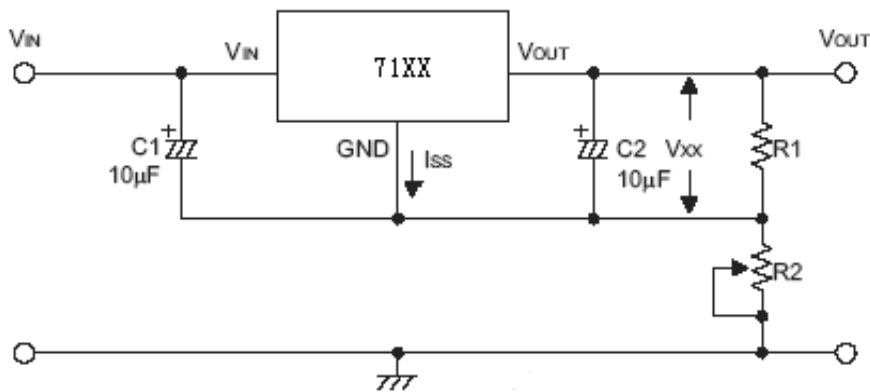 VIN
VIN
71XX
VOUT
VOUT
C1
10μF
GND
ISS
C2
10μF
VXX
R1
R2